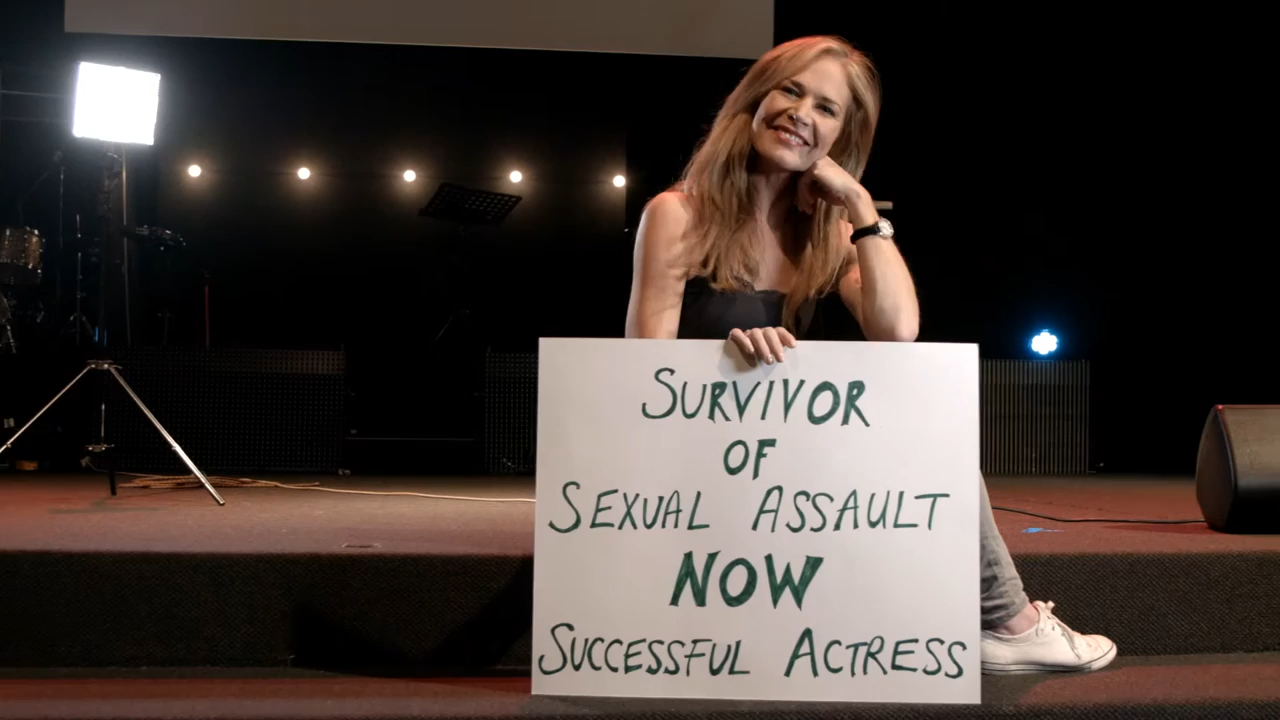 Survivor
of
Sexual Assault
NOW
Successful Actress